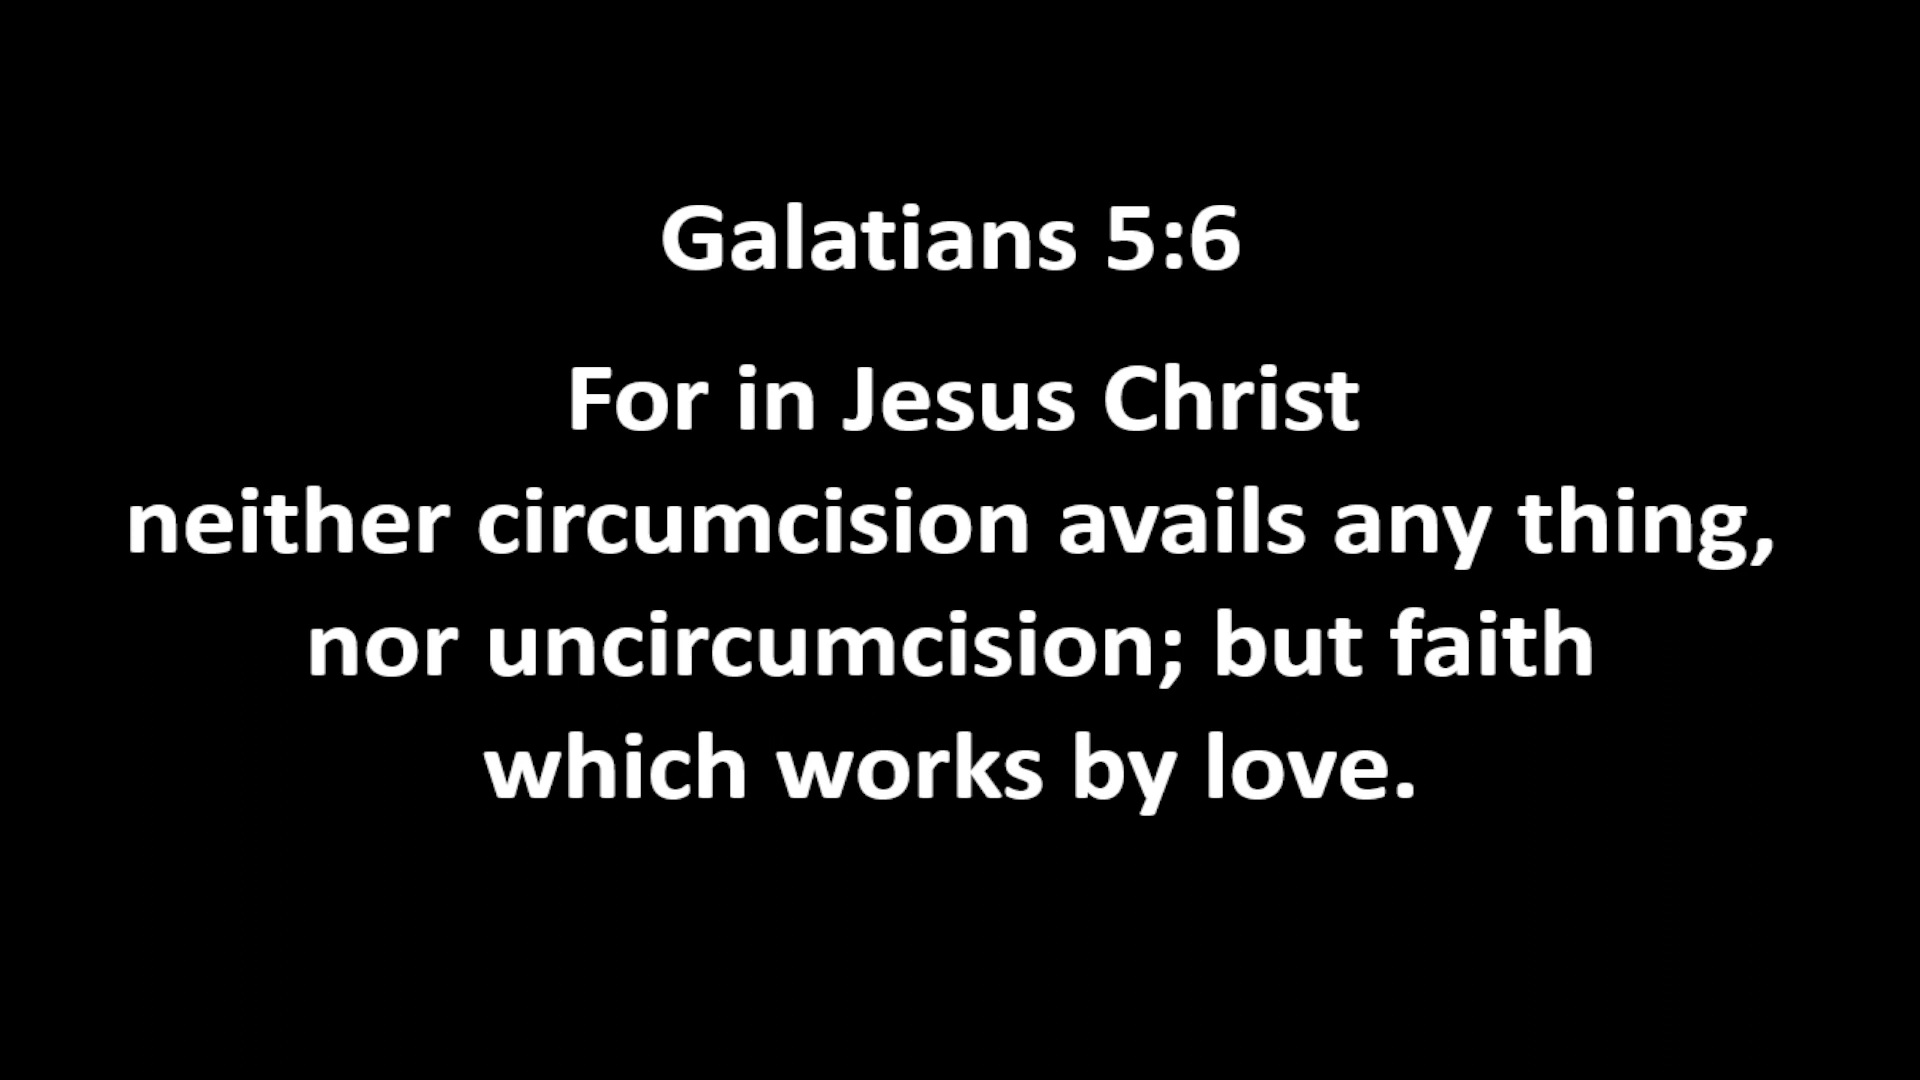 Galatians 5:6
For in Jesus Christ
neither circumcision avails any thing,
nor uncircumcision; but faith
which works by love.